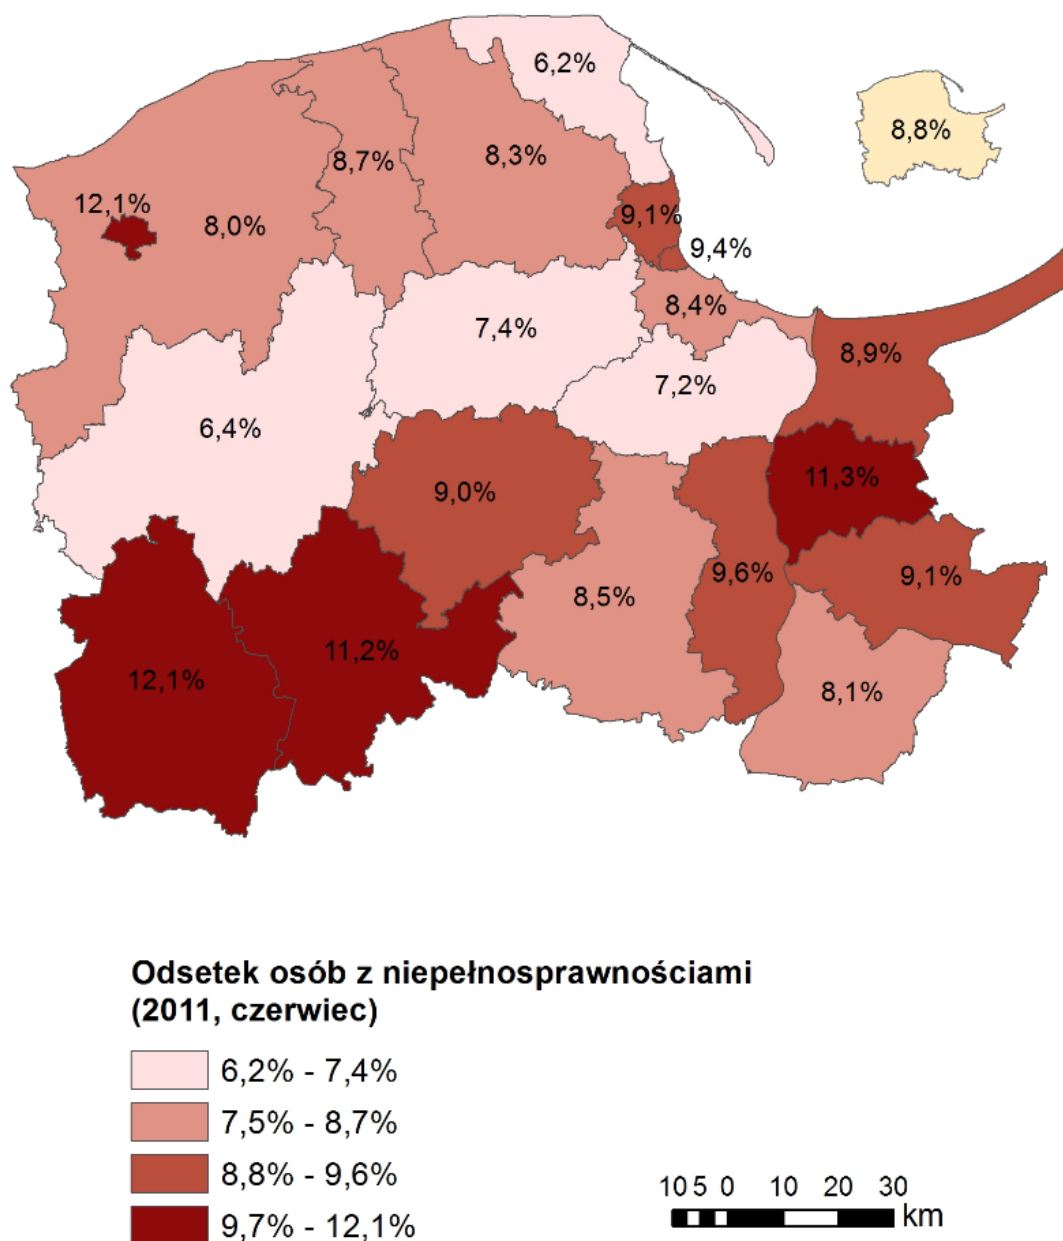 6,2%
8,8%
8,7%
8,3%
12,1%
8,0%
9,1%
9,4%
8,4%
7,4%
8,9%
7,2%
6,4%
11,3%
9,0%
9,6%
9,1%
8,5%
11,2%
12,1%
8,1%
Odsetek osób z niepełnosprawnościami
(2011, czerwiec)
6,2% - 7,4%
7,5% - 8,7%
8,8% - 9,6%
9,7% - 12,1%
10 5 0 10 20 30
km